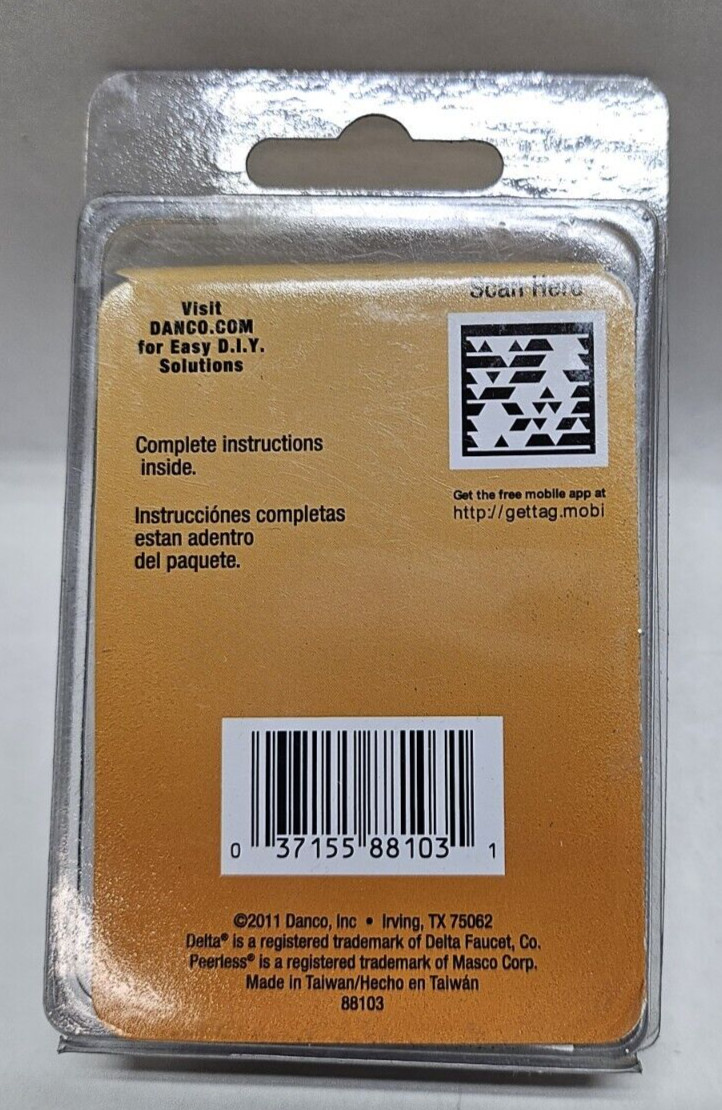 Scan Here
Visit
DANCO.COM
for Easy D.I.Y.
Solutions
Complete instructions
inside.
Get the free mobile app at
http://gettag.mobi
Instrucciónes completas
estan adentro
del paquete.
0 37155 88103 1
©2011 Danco, Inc • Irving, TX 75062
Delta® is a registered trademark of Delta Faucet, Co.
Peerless® is a registered trademark of Masco Corp.
Made in Taiwan/Hecho en Taiwán
88103